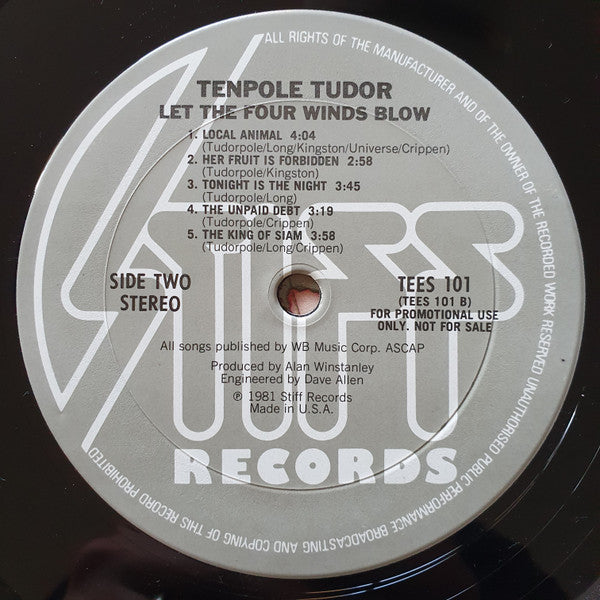 ALL RIGHTS OF THE MANUFACTURER AND OF THE OWNER OF THE RECORDED WORK RESERVED UNAUTHORISED PUBLIC PERFORMANCE BROADCASTING AND COPYING OF THIS RECORD PROHIBITED
TENPOLE TUDOR
LET THE FOUR WINDS BLOW
1. LOCAL ANIMAL 4:04
(Tudorpole/Long/Kingston/Universe/Crippen)
2. HER FRUIT IS FORBIDDEN 2:58
(Tudorpole/Kingston)
3. TONIGHT IS THE NIGHT 3:45
(Tudorpole/Long)
4. THE UNPAID DEBT 3:19
(Tudorpole/Crippen)
5. THE KING OF SIAM 3:58
(Tudorpole/Long/Crippen)
STIFF
SIDE TWO
STEREO
TEES 101
(TEES 101 B)
FOR PROMOTIONAL USE
ONLY. NOT FOR SALE
All songs published by WB Music Corp. ASCAP
Produced by Alan Winstanley
Engineered by Dave Allen
℗ 1981 Stiff Records
Made in U.S.A.
RECORDS